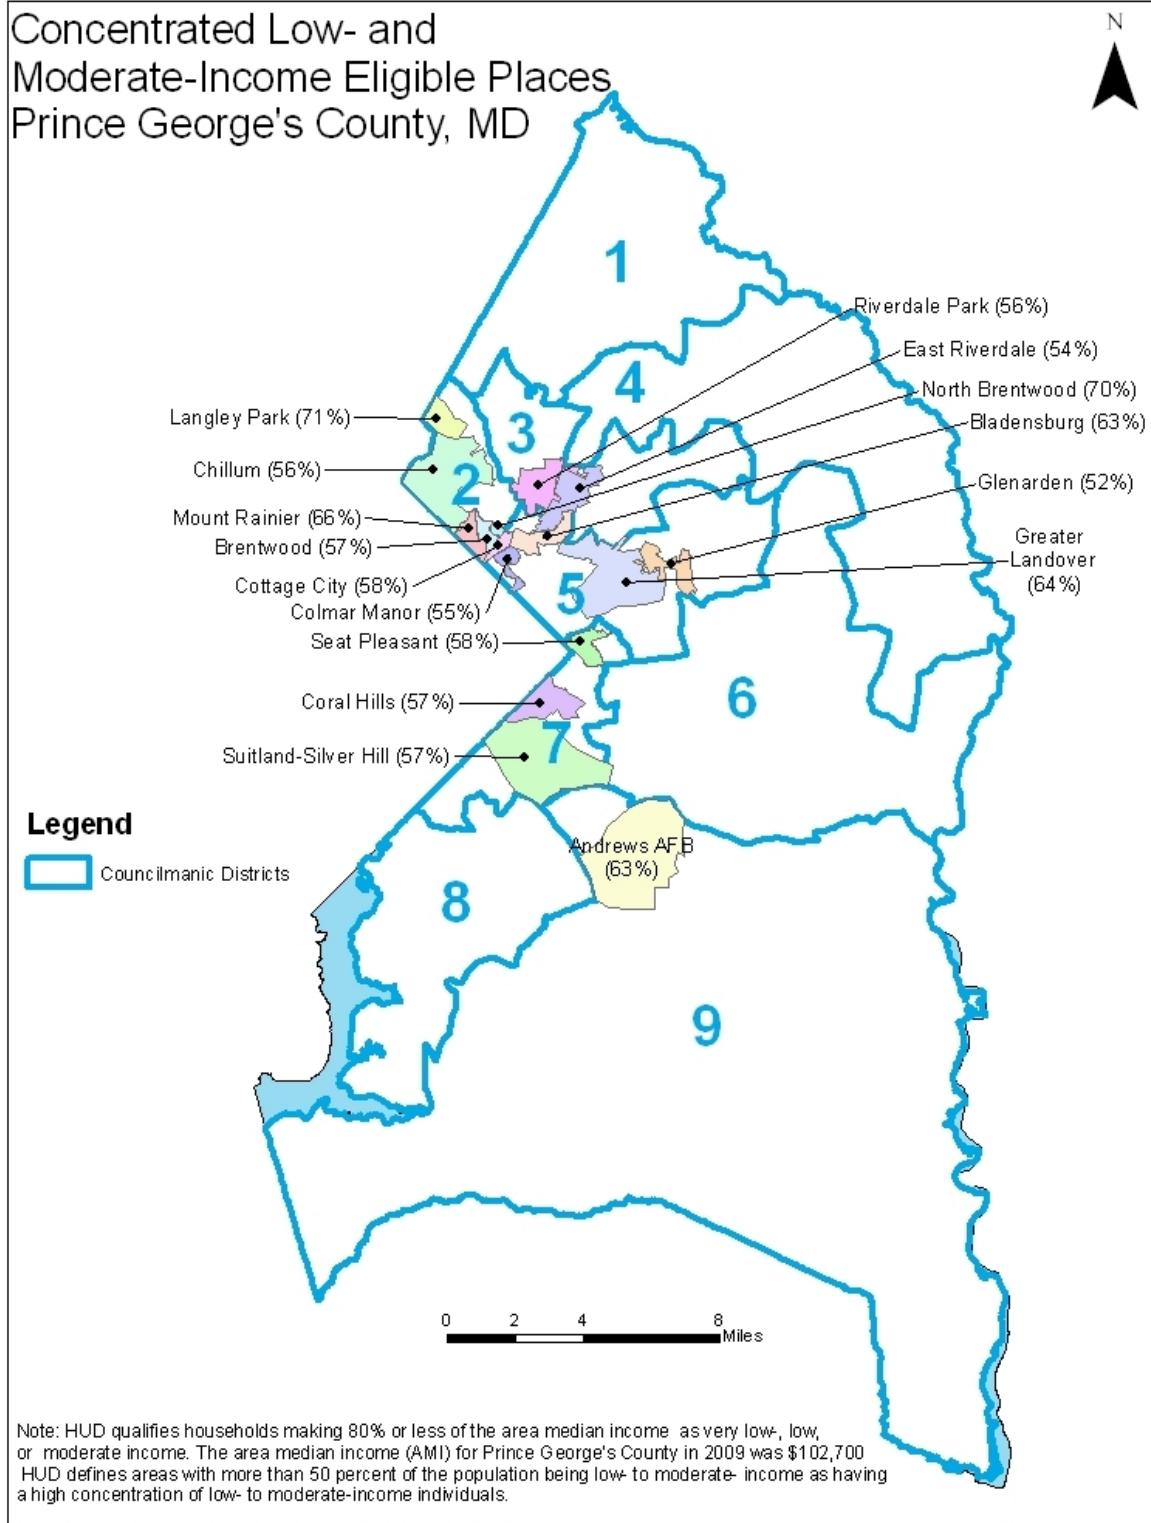 Concentrated Low- and
Moderate-Income Eligible Places
Prince George's County, MD
N
1
Riverdale Park (56%)
East Riverdale (54%)
4
North Brentwood (70%)
Langley Park (71%)
3
Bladensburg (63%)
Chillum (56%)
2
Glenarden (52%)
Mount Rainier (66%)
Brentwood (57%)
Greater
Landover
(64%)
Cottage City (58%)
5
Colmar Manor (55%)
Seat Pleasant (58%)
Coral Hills (57%)
6
7
Suitland-Silver Hill (57%)
Legend
Councilmanic Districts
Andrews AFB
(63%)
8
9
0 2 4 8
Miles
Note: HUD qualifies households making 80% or less of the area median income as very low-, low,
or moderate income. The area median income (AMI) for Prince George's County in 2009 was $102,700
HUD defines areas with more than 50 percent of the population being low- to moderate- income as having
a high concentration of low- to moderate-income individuals.